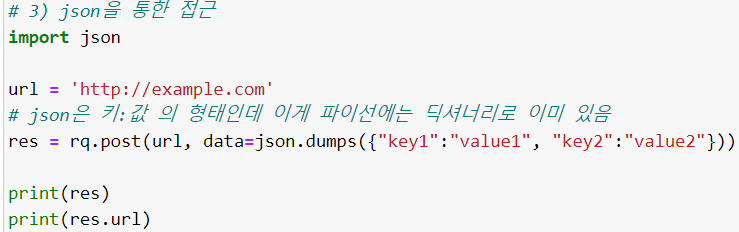 # 3) json을 통한 접근
import json
url = 'http://example.com'
# json은 키:값 의 형태인데 이게 파이선에는 딕셔너리로 이미 있음
res = rq.post(url, data=json.dumps({"key1":"value1", "key2":"value2"}))
print(res)
print(res.url)